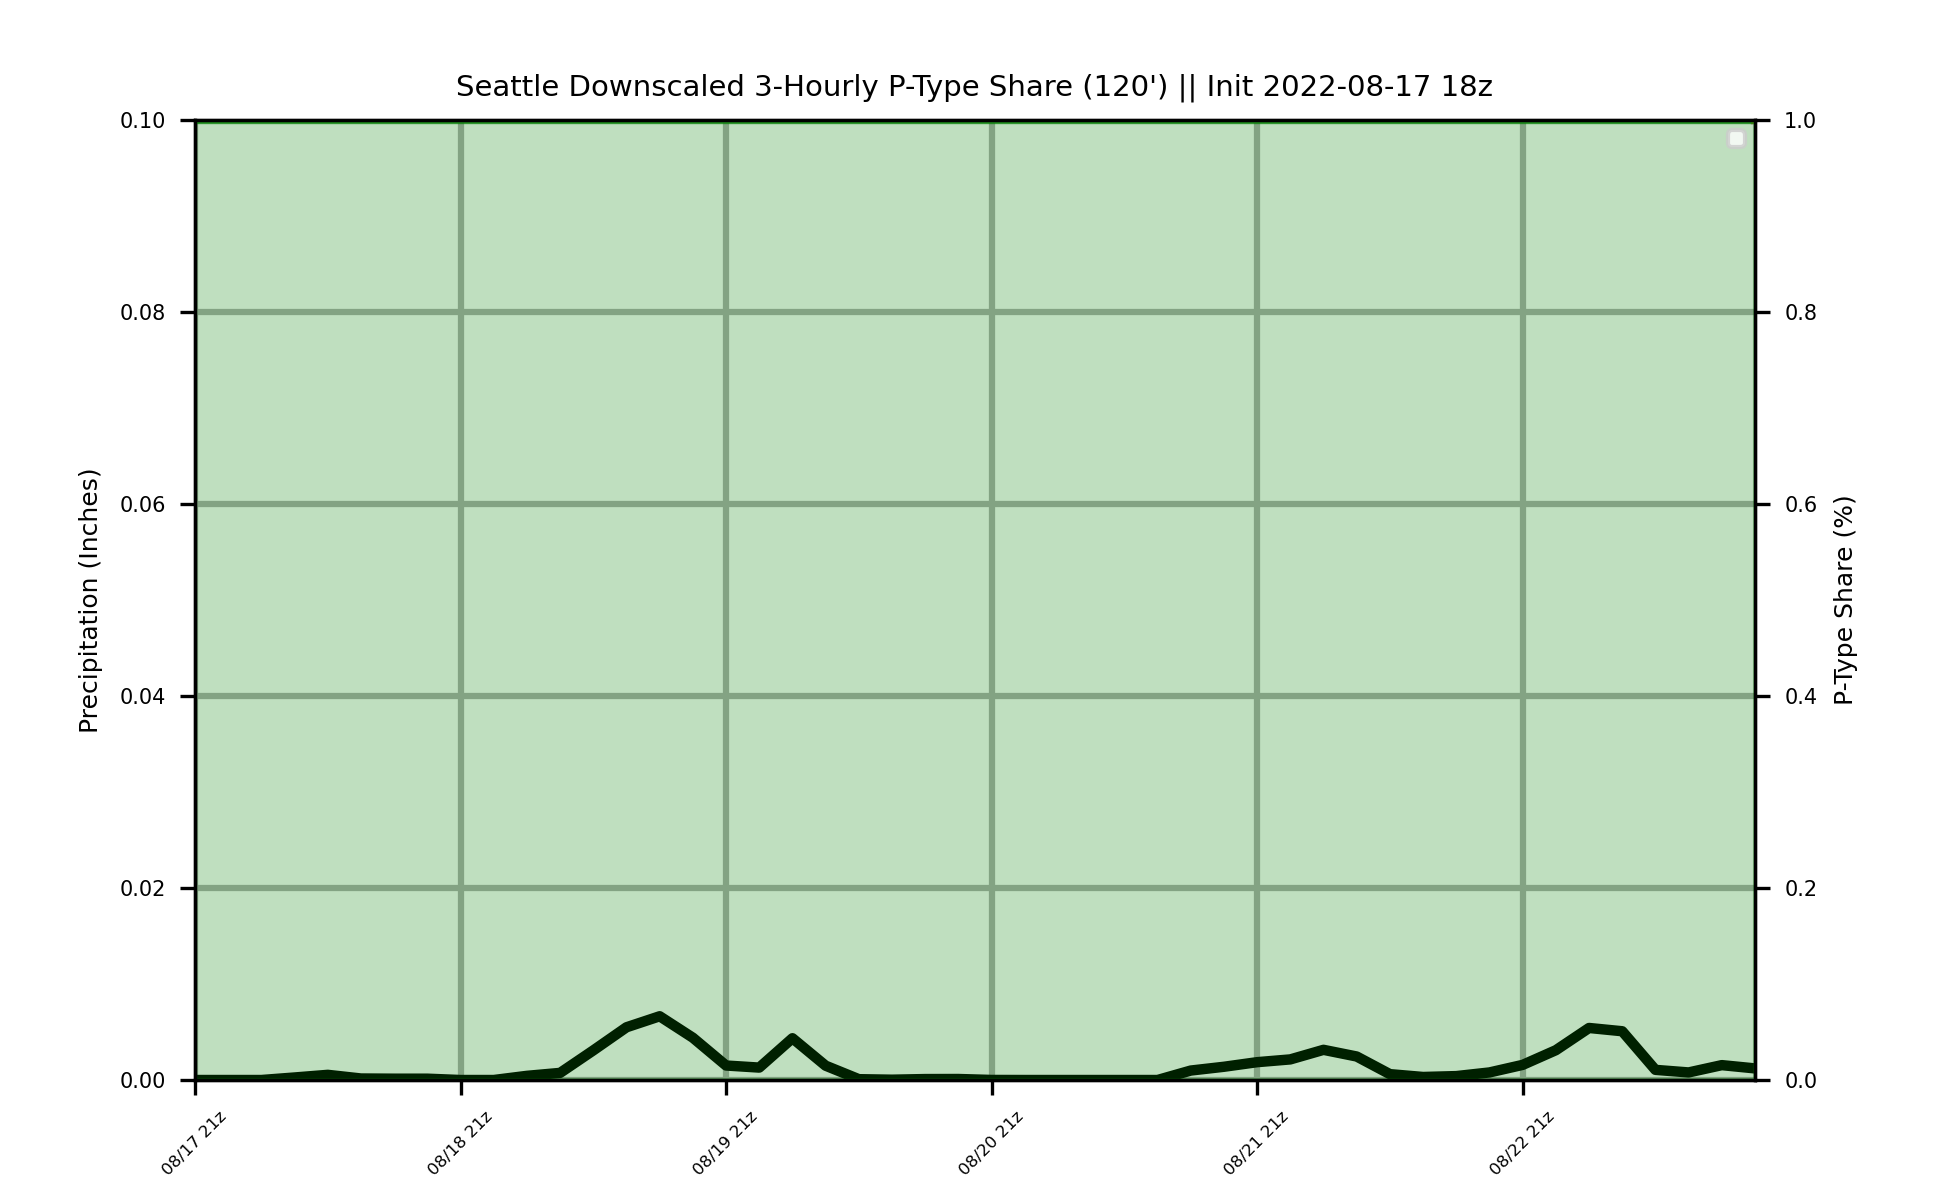 Seattle Downscaled 3-Hourly P-Type Share (120') || Init 2022-08-17 18z
0.10
0.08
0.06
0.04
0.02
0.00
Precipitation (Inches)
1.0
0.8
0.6
0.4
0.2
0.0
P-Type Share (%)
08/17 21z
08/18 21z
08/19 21z
08/20 21z
08/21 21z
08/22 21z